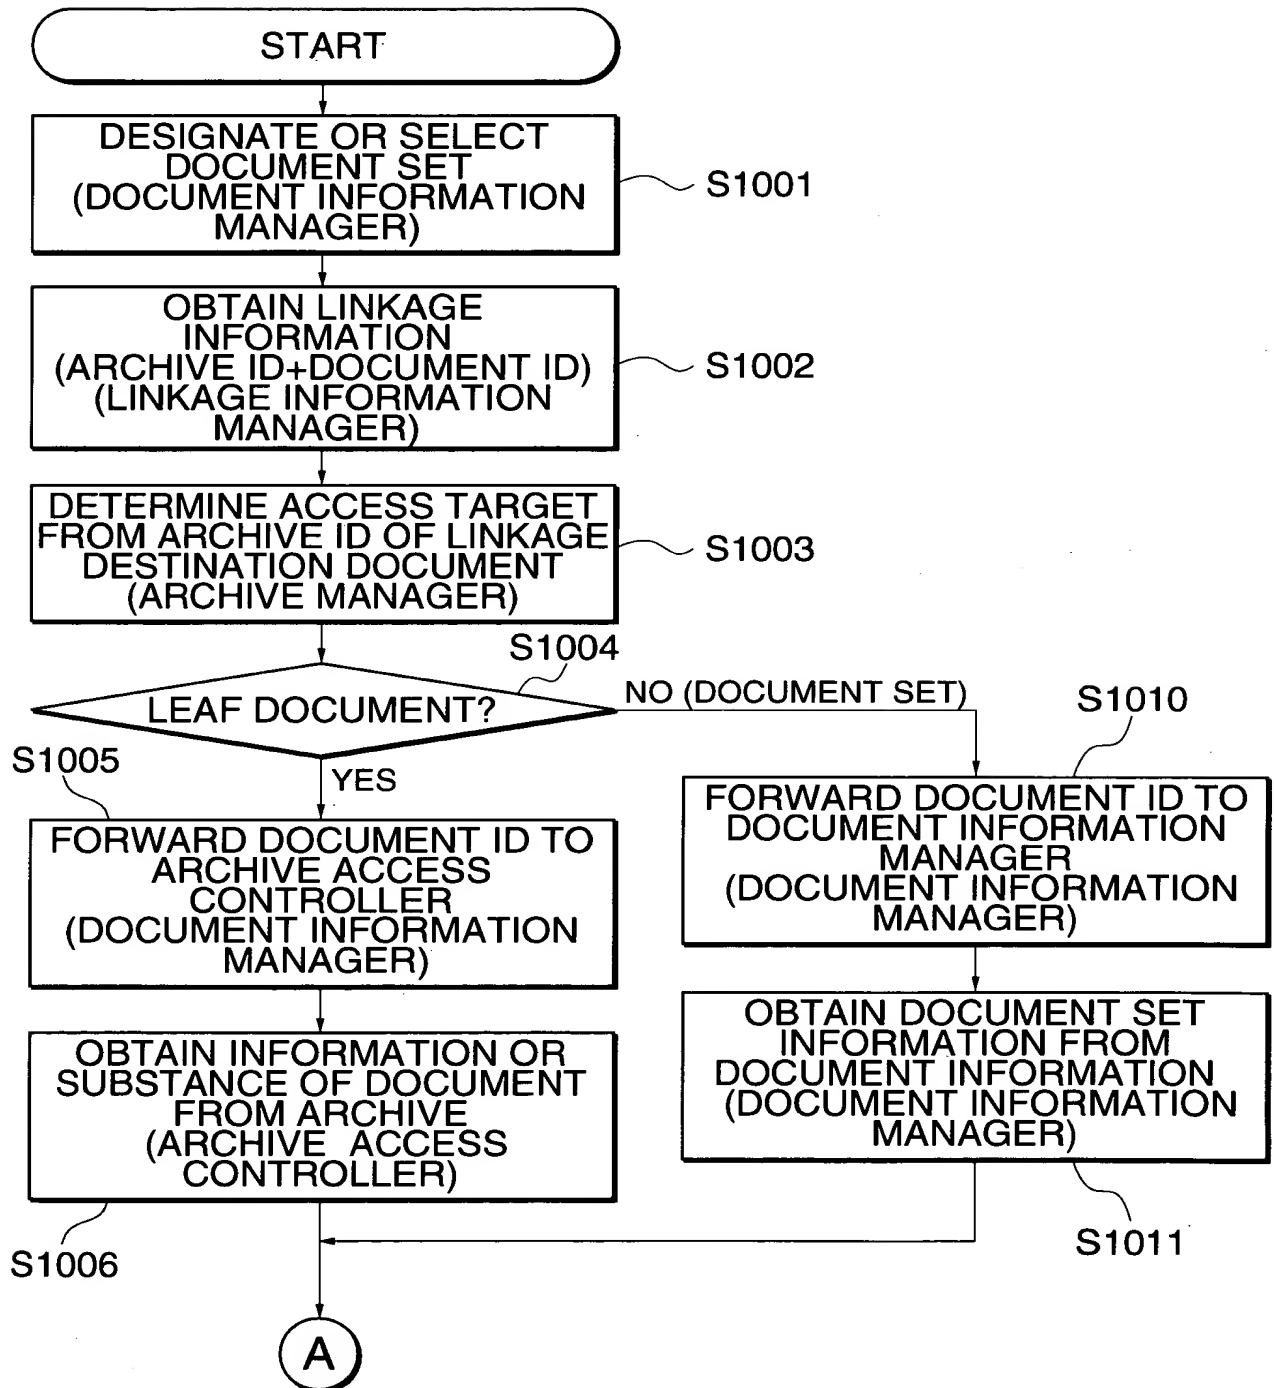 START
DESIGNATE OR SELECT
DOCUMENT SET
(DOCUMENT INFORMATION
MANAGER)
S1001
OBTAIN LINKAGE
INFORMATION
(ARCHIVE ID+DOCUMENT ID)
(LINKAGE INFORMATION
MANAGER)
S1002
DETERMINE ACCESS TARGET
FROM ARCHIVE ID OF LINKAGE
DESTINATION DOCUMENT
(ARCHIVE MANAGER)
S1003
S1004
LEAF DOCUMENT?
NO (DOCUMENT SET)
YES
S1005
FORWARD DOCUMENT ID TO
ARCHIVE ACCESS
CONTROLLER
(DOCUMENT INFORMATION
MANAGER)
OBTAIN INFORMATION OR
SUBSTANCE OF DOCUMENT
FROM ARCHIVE
(ARCHIVE ACCESS
CONTROLLER)
S1006
S1010
FORWARD DOCUMENT ID TO
DOCUMENT INFORMATION
MANAGER
(DOCUMENT INFORMATION
MANAGER)
OBTAIN DOCUMENT SET
INFORMATION FROM
DOCUMENT INFORMATION
(DOCUMENT INFORMATION
MANAGER)
S1011
A